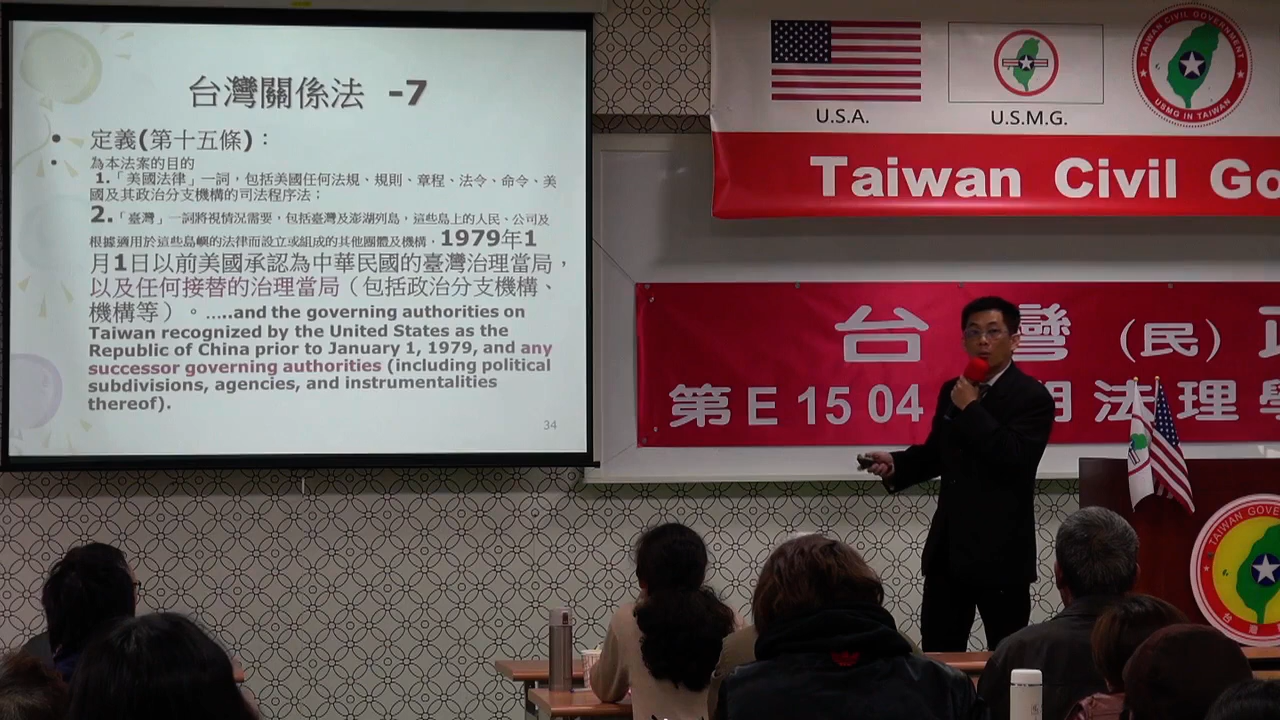 台灣關係法 -7
• 定義(第十五條)：
• 為本法案的目的
1.「美國法律」一詞，包括美國任何法規、規則、章程、法令、命令、美
國及其政治分支機構的司法程序法；
2.「臺灣」一詞將視情況需要，包括臺灣及澎湖列島，這些島上的人民、公司及
根據適用於這些島嶼的法律而設立或組成的其他團體及機構，1979年1
月1日以前美國承認為中華民國的臺灣治理當局，
以及任何接替的治理當局（包括政治分支機構、
機構等）。…..and the governing authorities on
Taiwan recognized by the United States as the
Republic of China prior to January 1, 1979, and any
successor governing authorities (including political
subdivisions, agencies, and instrumentalities
thereof).
34
U.S.A.
U.S.M.G.
TAIWAN CIVIL GOVERNMENT
USMG IN TAIWAN
Taiwan Civil Go
台灣（民）政
第E 15 04
法理學
TAIWAN GOVER
台灣